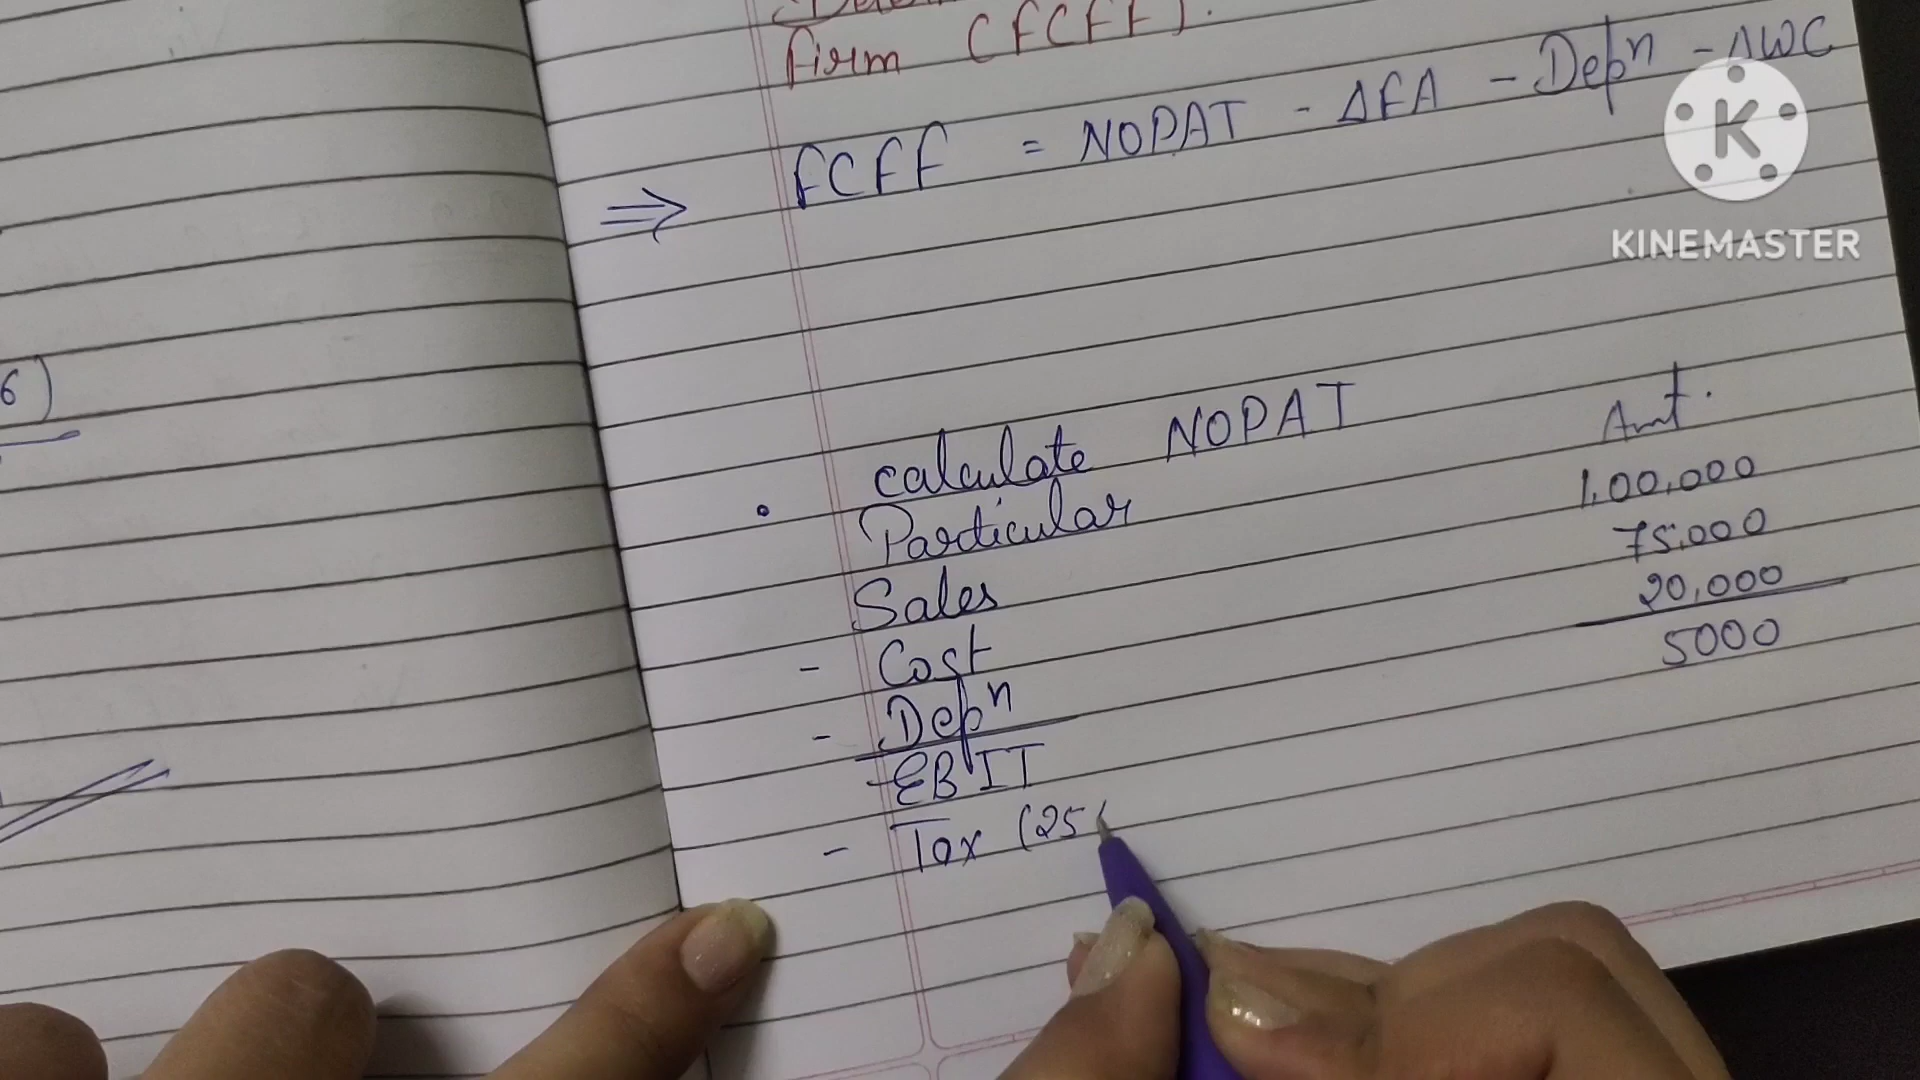 firm (FCFF).
⇒ FCFF = NOPAT - ΔFA - Depⁿ - ΔWC
K
KINEMASTER
6)
• calculate NOPAT
Particular Amt.
Sales 1,00,000
- Cost 75,000
- Depⁿ 20,000
EBIT 5000
- Tax (25